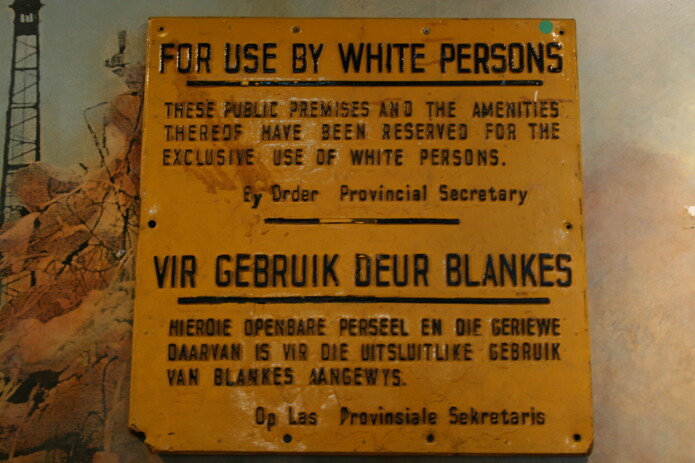 FOR USE BY WHITE PERSONS
THESE PUBLIC PREMISES AND THE AMENITIES
THEREOF HAVE BEEN RESERVED FOR THE
EXCLUSIVE USE OF WHITE PERSONS.
By Order Provincial Secretary
VIR GEBRUIK DEUR BLANKES
HIERDIE OPENBARE PERSEEL EN DIE GERIEWE
DAARVAN IS VIR DIE UITSLUITLIKE GEBRUIK
VAN BLANKES AANGEWYS.
Op Las Provinsiale Sekretaris